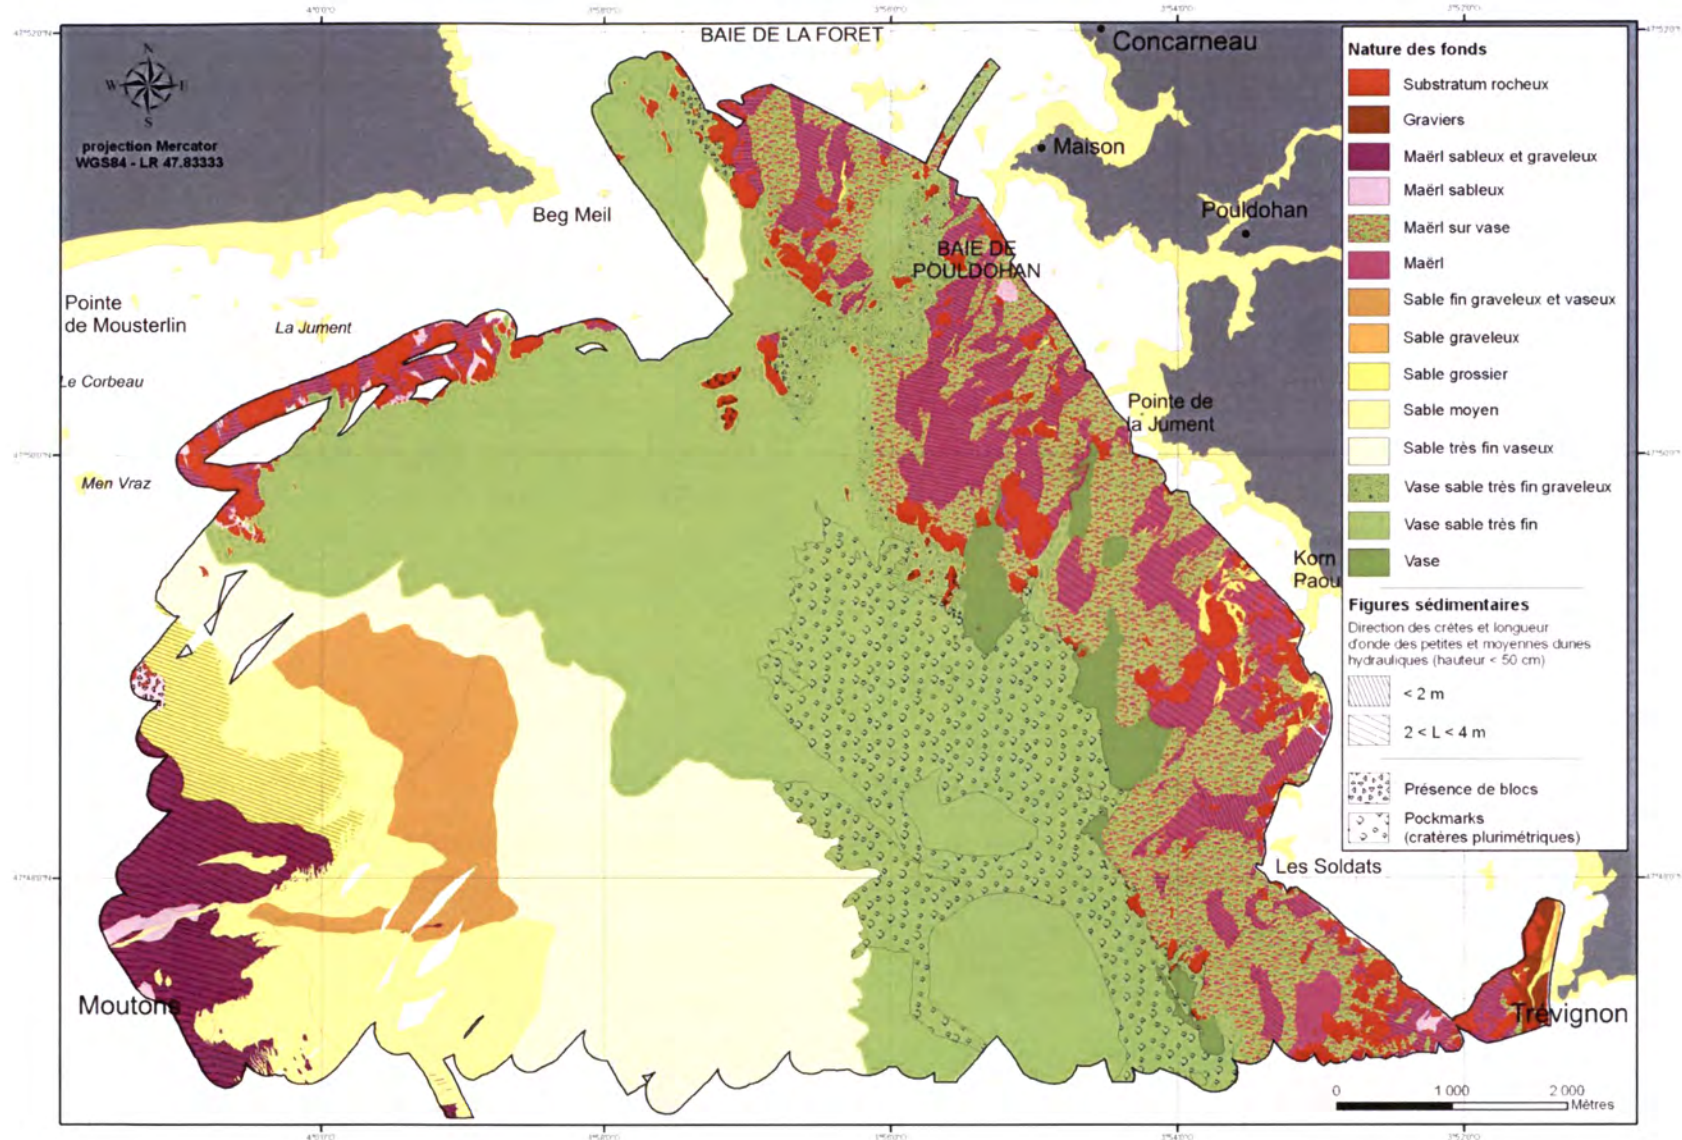 BAIE DE LA FORET
Concarneau
N
W E
S
projection Mercator
WGS84 - LR 47.83333
Maison
Beg Meil
Pouldohan
BAIE DE
POULDOHAN
Pointe
de Mousterlin
La Jument
Le Corbeau
Pointe de
la Jument
Men Vraz
Korn
Paou
Les Soldats
Moutons
Trévignon
Nature des fonds
Substratum rocheux
Graviers
Maërl sableux et graveleux
Maërl sableux
Maërl sur vase
Maërl
Sable fin graveleux et vaseux
Sable graveleux
Sable grossier
Sable moyen
Sable très fin vaseux
Vase sable très fin graveleux
Vase sable très fin
Vase
Figures sédimentaires
Direction des crêtes et longueur
d'onde des petites et moyennes dunes
hydrauliques (hauteur < 50 cm)
< 2 m
2 < L < 4 m
Présence de blocs
Pockmarks
(cratères plurimétriques)
0 1 000 2 000
Mètres